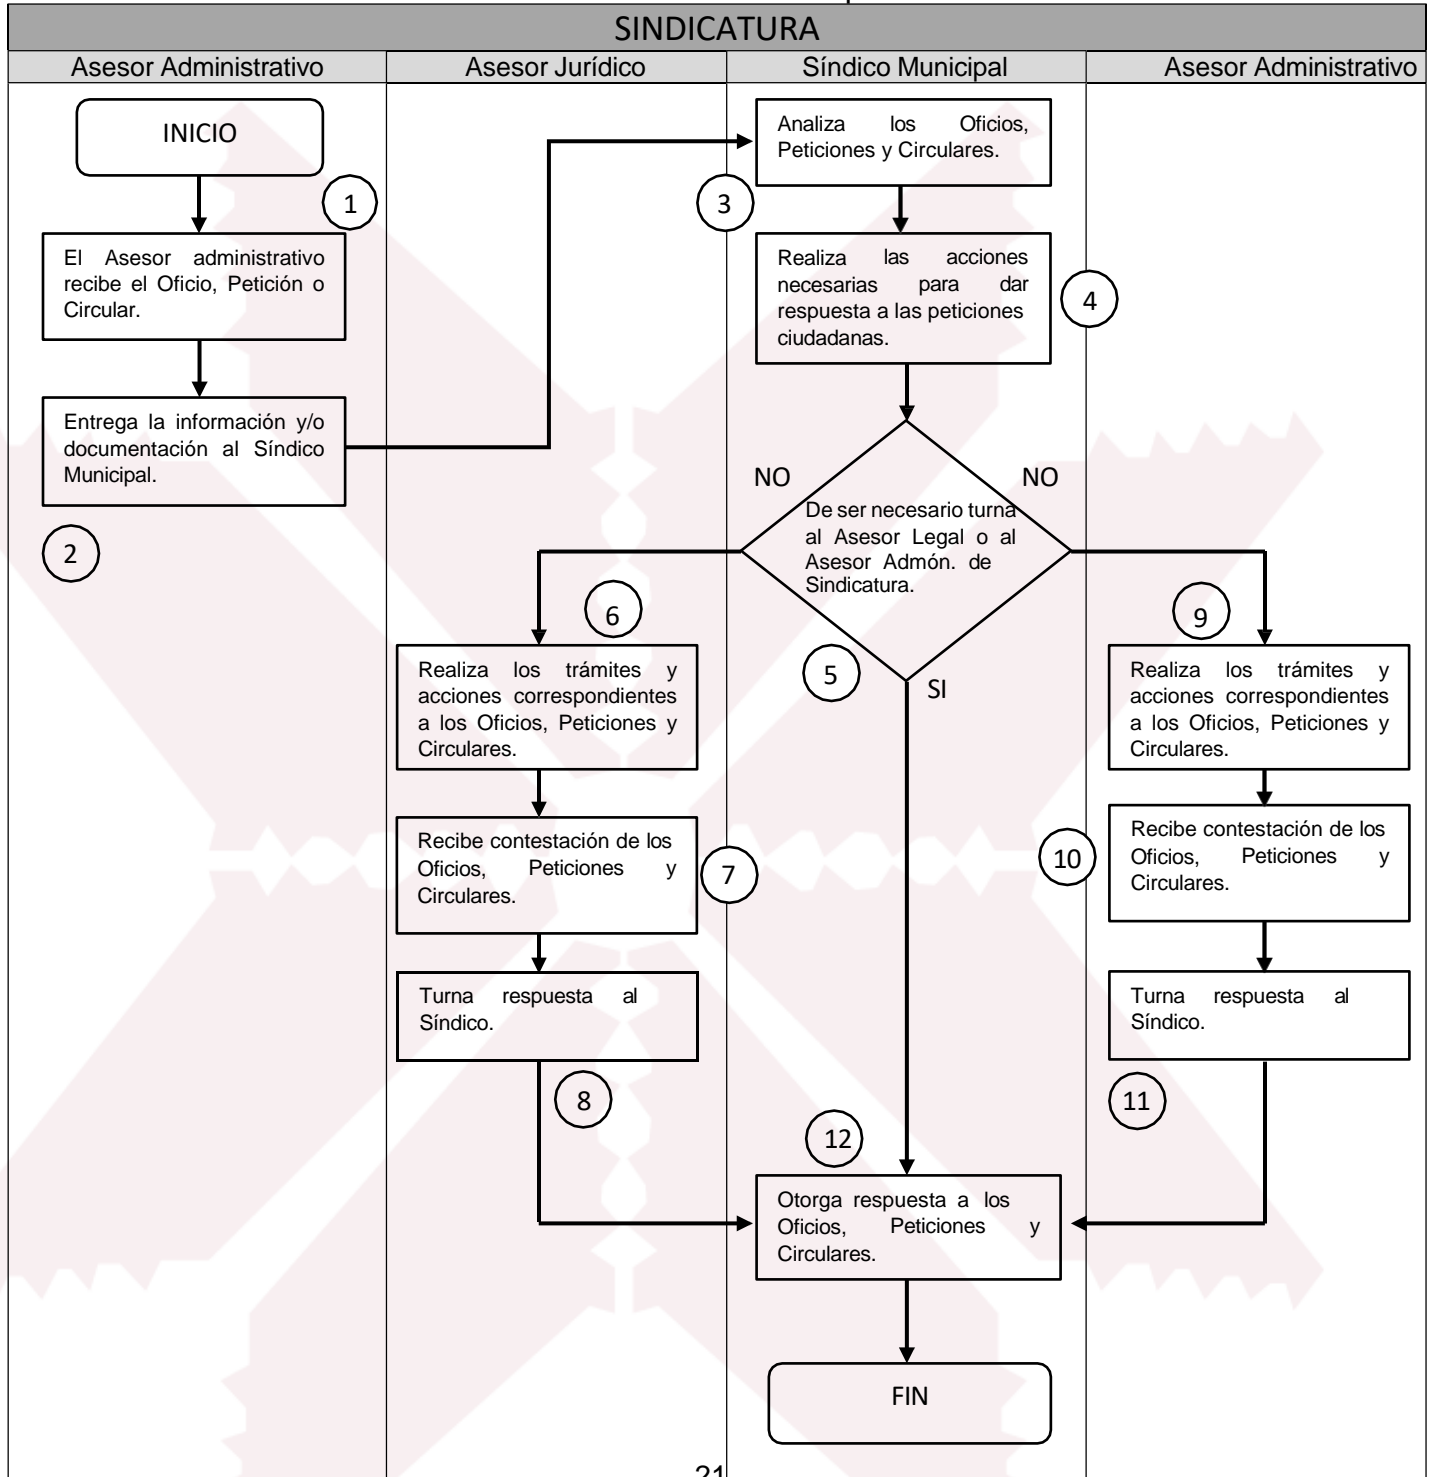 SINDICATURA
Asesor Administrativo
Asesor Jurídico
Síndico Municipal
Asesor Administrativo
INICIO
1
El Asesor administrativo
recibe el Oficio, Petición o
Circular.
Entrega la información y/o
documentación al Síndico
Municipal.
2
Analiza los Oficios,
Peticiones y Circulares.
3
Realiza las acciones
necesarias para dar
respuesta a las peticiones
ciudadanas.
4
NO
NO
De ser necesario turna
al Asesor Legal o al
Asesor Admón. de
Sindicatura.
5
SI
6
Realiza los trámites y
acciones correspondientes
a los Oficios, Peticiones y
Circulares.
Recibe contestación de los
Oficios, Peticiones y
Circulares.
7
Turna respuesta al
Síndico.
8
9
Realiza los trámites y
acciones correspondientes
a los Oficios, Peticiones y
Circulares.
Recibe contestación de los
Oficios, Peticiones y
Circulares.
10
Turna respuesta al
Síndico.
11
12
Otorga respuesta a los
Oficios, Peticiones y
Circulares.
FIN
21